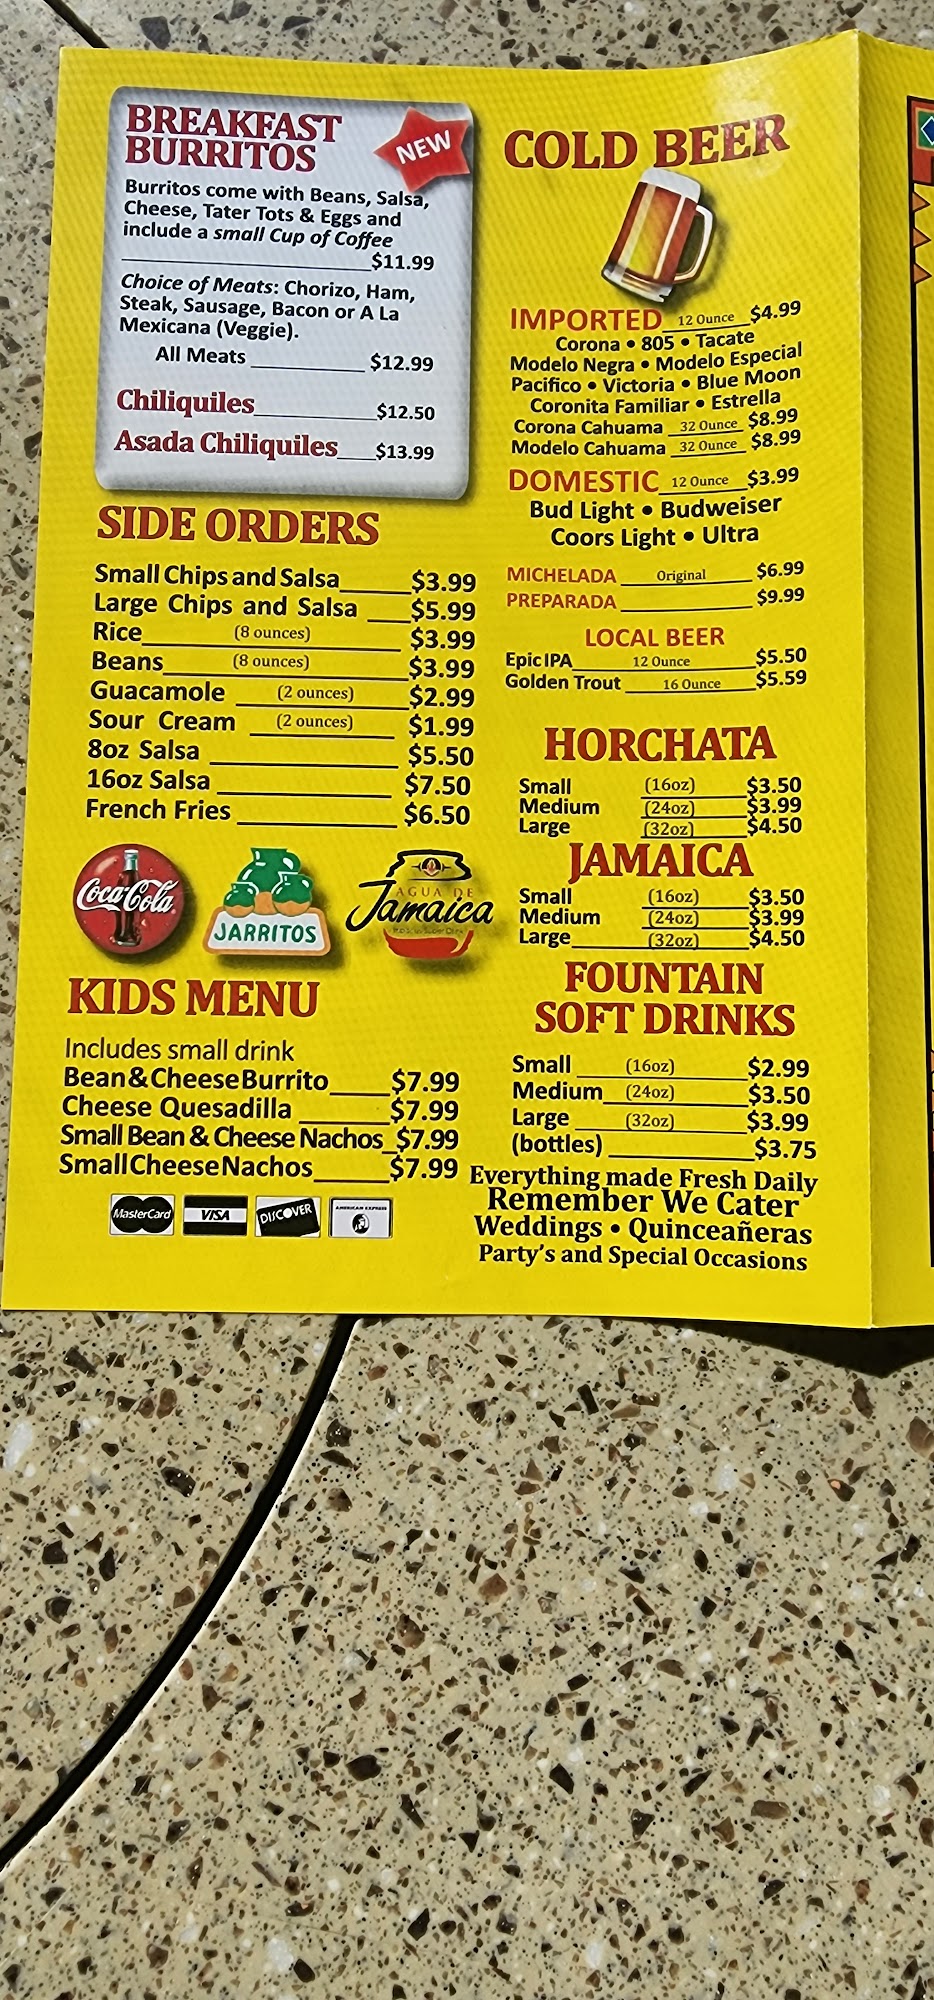 BREAKFAST
BURRITOS
NEW
Burritos come with Beans, Salsa,
Cheese, Tater Tots & Eggs and
include a small Cup of Coffee
$11.99
Choice of Meats: Chorizo, Ham,
Steak, Sausage, Bacon or A La
Mexicana (Veggie).
All Meats $12.99
Chiliquiles $12.50
Asada Chiliquiles $13.99
SIDE ORDERS
Small Chips and Salsa $3.99
Large Chips and Salsa $5.99
Rice (8 ounces) $3.99
Beans (8 ounces) $3.99
Guacamole (2 ounces) $2.99
Sour Cream (2 ounces) $1.99
8oz Salsa $5.50
16oz Salsa $7.50
French Fries $6.50
Coca-Cola
JARRITOS
AGUA DE
Jamaica
KIDS MENU
Includes small drink
Bean & Cheese Burrito $7.99
Cheese Quesadilla $7.99
Small Bean & Cheese Nachos $7.99
Small Cheese Nachos $7.99
MasterCard
VISA
DISCOVER
AMERICAN EXPRESS
COLD BEER
IMPORTED 12 Ounce $4.99
Corona • 805 • Tacate
Modelo Negra • Modelo Especial
Pacifico • Victoria • Blue Moon
Coronita Familiar • Estrella
Corona Cahuama 32 Ounce $8.99
Modelo Cahuama 32 Ounce $8.99
DOMESTIC 12 Ounce $3.99
Bud Light • Budweiser
Coors Light • Ultra
MICHELADA Original $6.99
PREPARADA $9.99
LOCAL BEER
Epic IPA 12 Ounce $5.50
Golden Trout 16 Ounce $5.59
HORCHATA
Small (16oz) $3.50
Medium (24oz) $3.99
Large (32oz) $4.50
JAMAICA
Small (16oz) $3.50
Medium (24oz) $3.99
Large (32oz) $4.50
FOUNTAIN
SOFT DRINKS
Small (16oz) $2.99
Medium (24oz) $3.50
Large (32oz) $3.99
(bottles) $3.75
Everything made Fresh Daily
Remember We Cater
Weddings • Quinceañeras
Party's and Special Occasions